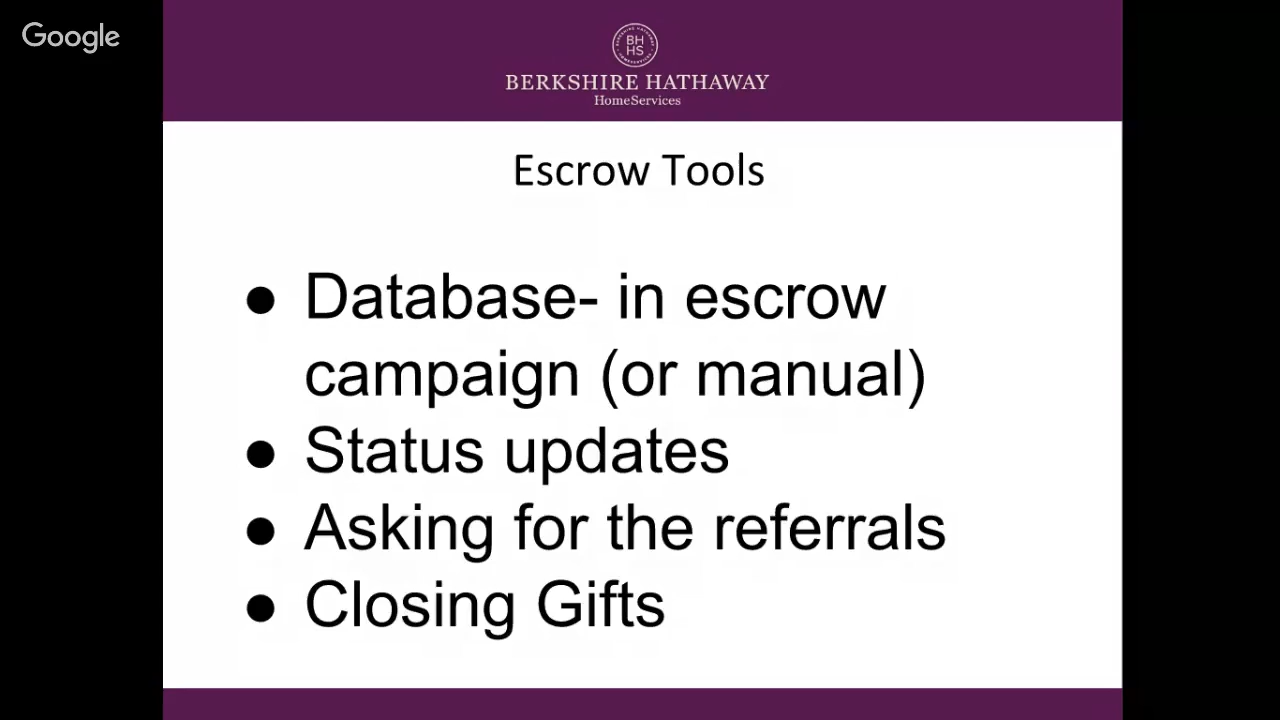 Google
BH
HS
BERKSHIRE HATHAWAY
HomeServices
Escrow Tools
● Database- in escrow
campaign (or manual)
● Status updates
● Asking for the referrals
● Closing Gifts